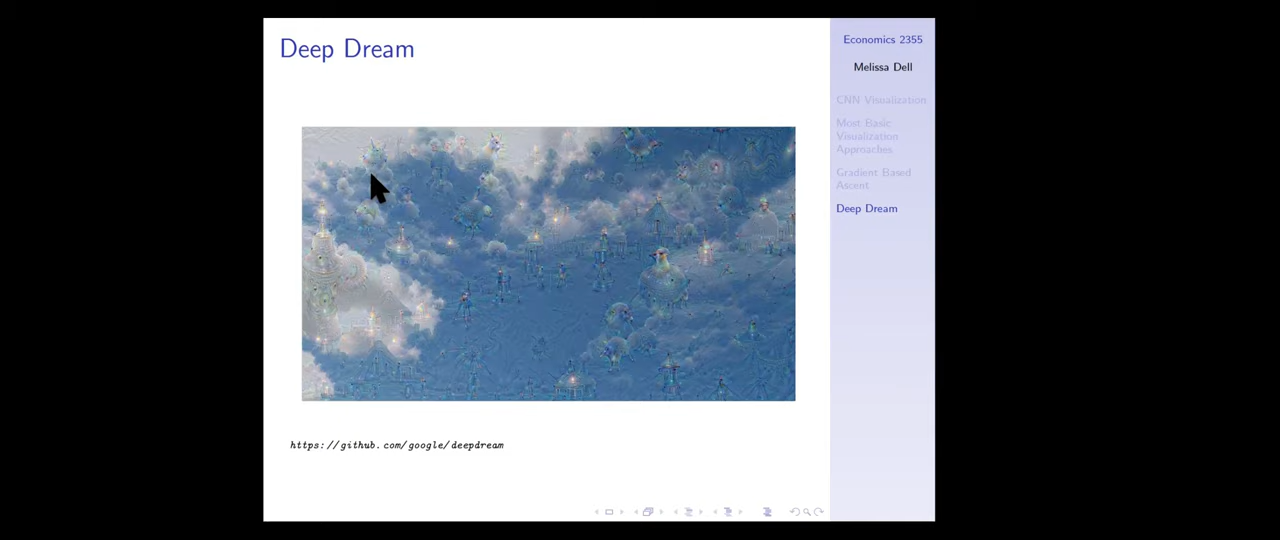 Deep Dream
https://github.com/google/deepdream
Economics 2355
Melissa Dell
CNN Visualization
Most Basic
Visualization
Approaches
Gradient Based
Ascent
Deep Dream